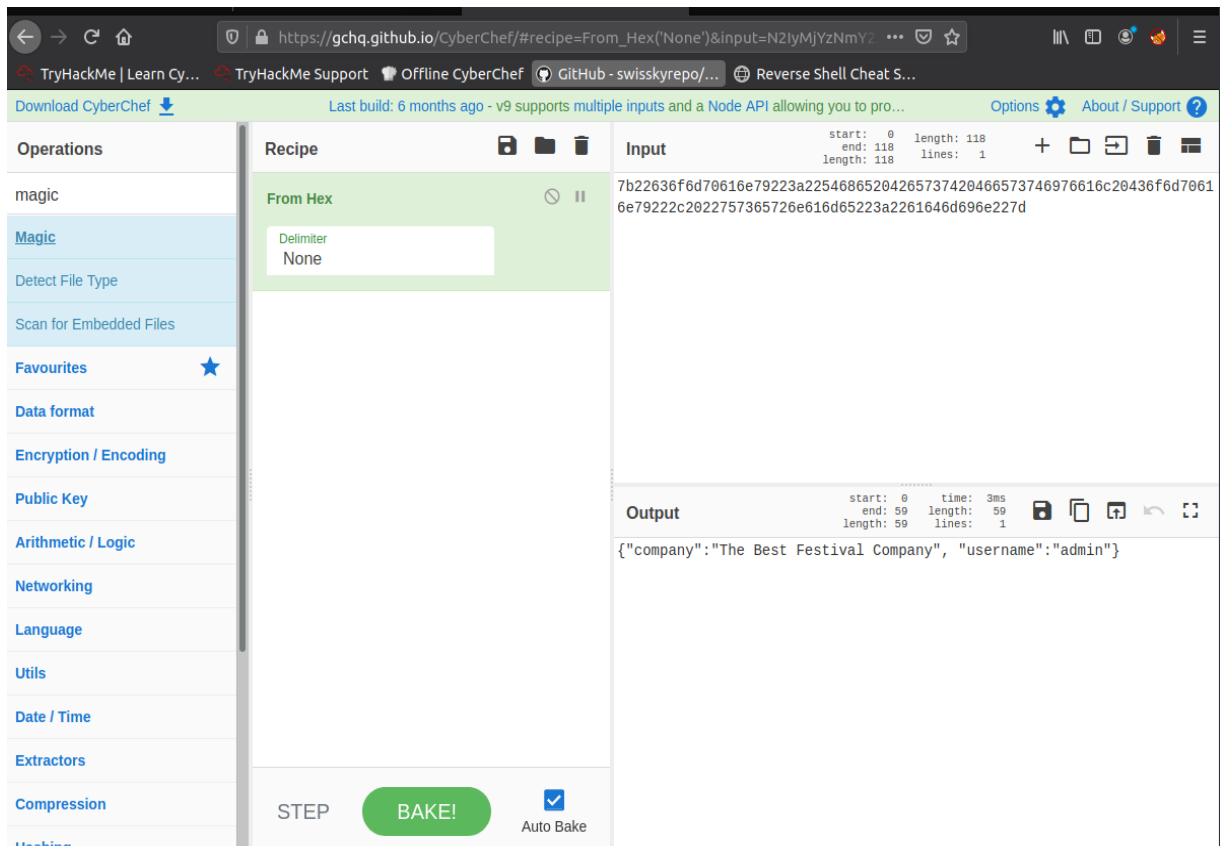 https://gchq.github.io/CyberChef/#recipe=From_Hex('None')&input=N2IyMjYzNmY2
TryHackMe | Learn Cy… TryHackMe Support Offline CyberChef GitHub - swisskyrepo/… Reverse Shell Cheat S…
Download CyberChef Last build: 6 months ago - v9 supports multiple inputs and a Node API allowing you to pro… Options About / Support
Operations
magic
Magic
Detect File Type
Scan for Embedded Files
Favourites
Data format
Encryption / Encoding
Public Key
Arithmetic / Logic
Networking
Language
Utils
Date / Time
Extractors
Compression
Hashing
Recipe
From Hex
Delimiter
None
STEP
BAKE!
Auto Bake
Input
start: 0
end: 118
length: 118
length: 118
lines: 1
7b22636f6d70616e79223a22546865204265737420466573746976616c20436f6d7061
6e79222c2022757365726e616d65223a2261646d696e227d
Output
start: 0
end: 59
length: 59
time: 3ms
length: 59
lines: 1
{"company":"The Best Festival Company", "username":"admin"}